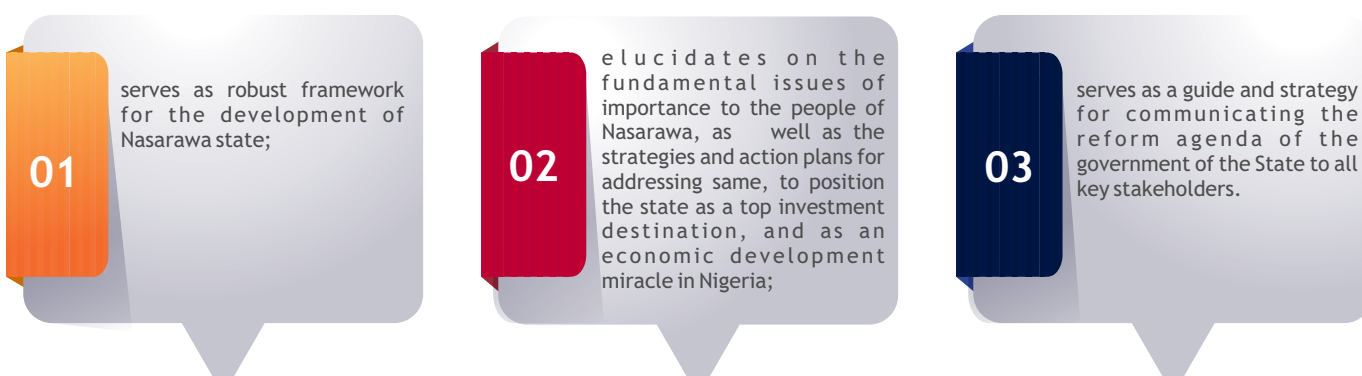 01
serves as robust framework
for the development of
Nasarawa state;
02
elucidates on the
fundamental issues of
importance to the people of
Nasarawa, as well as the
strategies and action plans for
addressing same, to position
the state as a top investment
destination, and as an
economic development
miracle in Nigeria;
03
serves as a guide and strategy
for communicating the
reform agenda of the
government of the State to all
key stakeholders.